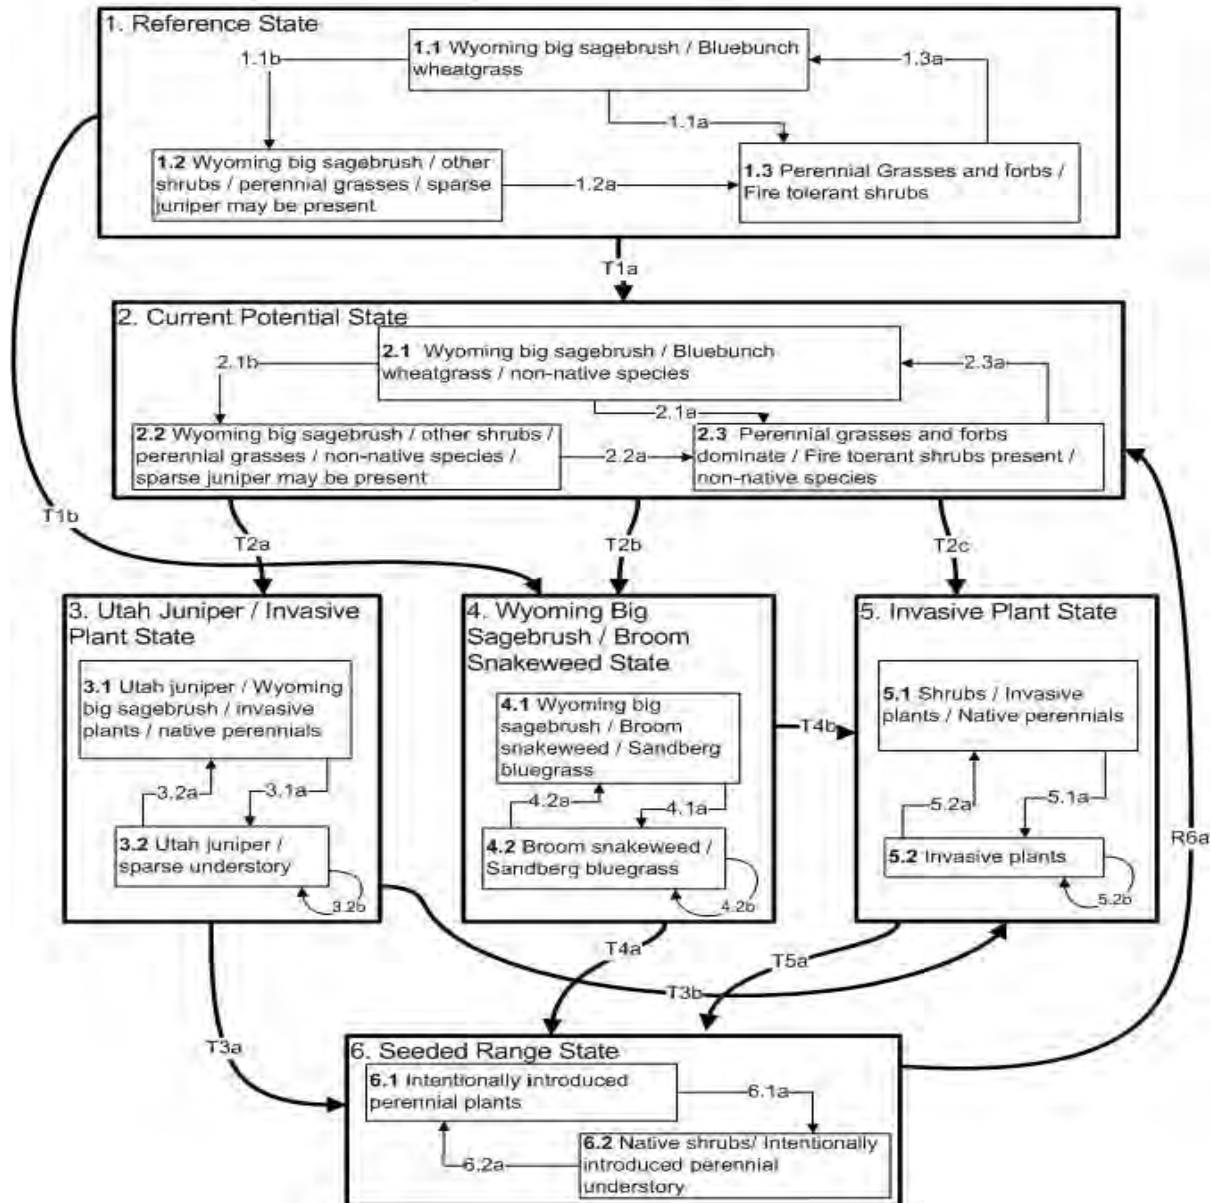 1. Reference State
1.1 Wyoming big sagebrush / Bluebunch
wheatgrass
1.1b
1.3a
1.1a
1.2 Wyoming big sagebrush / other
shrubs / perennial grasses / sparse
juniper may be present
1.2a
1.3 Perennial Grasses and forbs /
Fire tolerant shrubs
T1a
2. Current Potential State
2.1 Wyoming big sagebrush / Bluebunch
wheatgrass / non-native species
2.1b
2.3a
2.1a
2.2 Wyoming big sagebrush / other shrubs /
perennial grasses / non-native species /
sparse juniper may be present
2.2a
2.3 Perennial grasses and forbs
dominate / Fire toerant shrubs present /
non-native species
T1b
T2a
T2b
T2c
3. Utah Juniper / Invasive
Plant State
3.1 Utah juniper / Wyoming
big sagebrush / invasive
plants / native perennials
3.2a
3.1a
3.2 Utah juniper /
sparse understory
3.2b
4. Wyoming Big
Sagebrush / Broom
Snakeweed State
4.1 Wyoming big
sagebrush / Broom
snakeweed / Sandberg
bluegrass
4.2a
4.1a
4.2 Broom snakeweed /
Sandberg bluegrass
4.2b
T4b
5. Invasive Plant State
5.1 Shrubs / Invasive
plants / Native perennials
5.2a
5.1a
5.2 Invasive plants
5.2b
R6a
T4a
T5a
T3b
T3a
6. Seeded Range State
6.1 Intentionally introduced
perennial plants
6.1a
6.2a
6.2 Native shrubs/ Intentionally
introduced perennial
understory